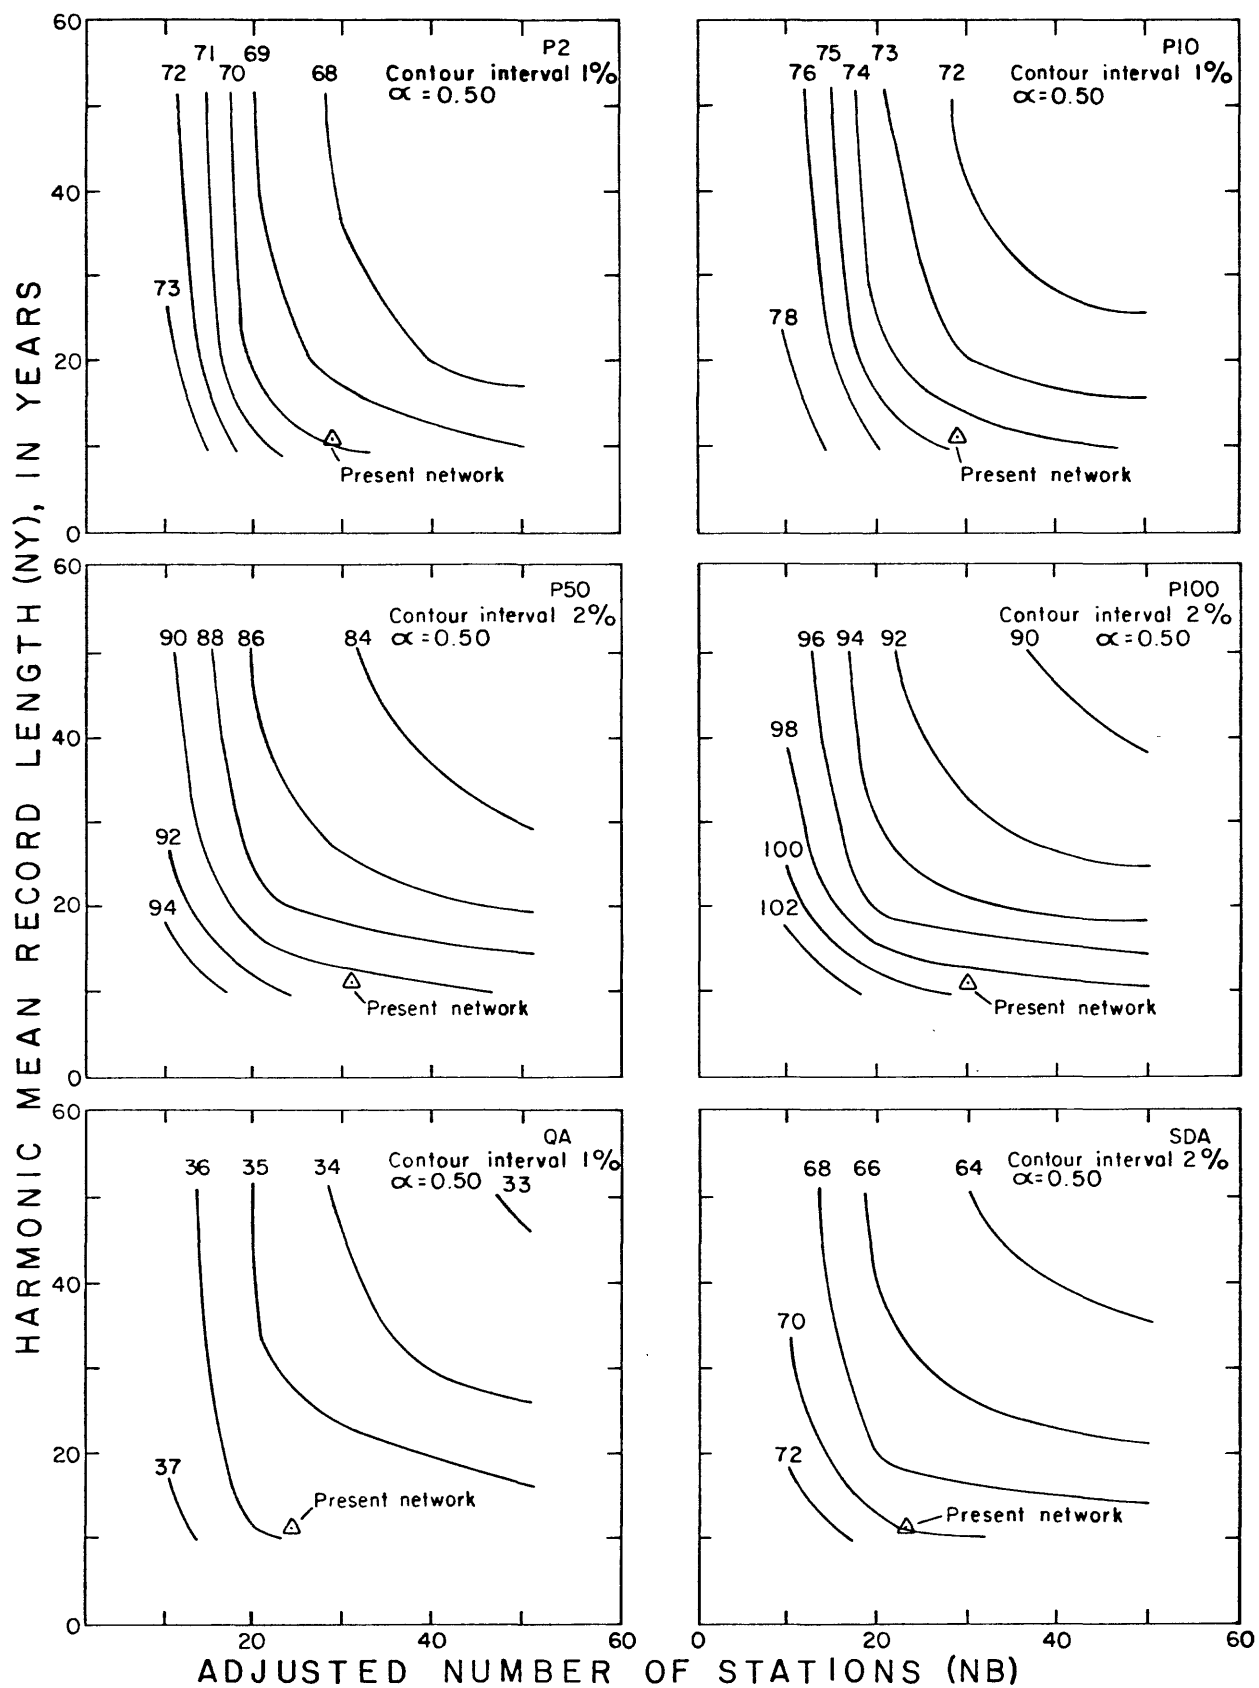 HARMONIC MEAN RECORD LENGTH (NY), IN YEARS
60
40
20
0
P2
Contour interval 1%
∝ = 0.50
71 69
72 70 68
73
Present network
P10
Contour interval 1%
∝ = 0.50
75 73
76 74 72
78
Present network
60
40
20
0
P50
Contour interval 2%
∝ = 0.50
90 88 86 84
92
94
Present network
P100
Contour interval 2%
∝ = 0.50
96 94 92 90
98
100
102
Present network
60
40
20
0
QA
Contour interval 1%
∝ = 0.50
36 35 34 33
37
Present network
20 40 60
SDA
Contour interval 2%
∝ = 0.50
68 66 64
70
72
Present network
0 20 40 60
ADJUSTED NUMBER OF STATIONS (NB)